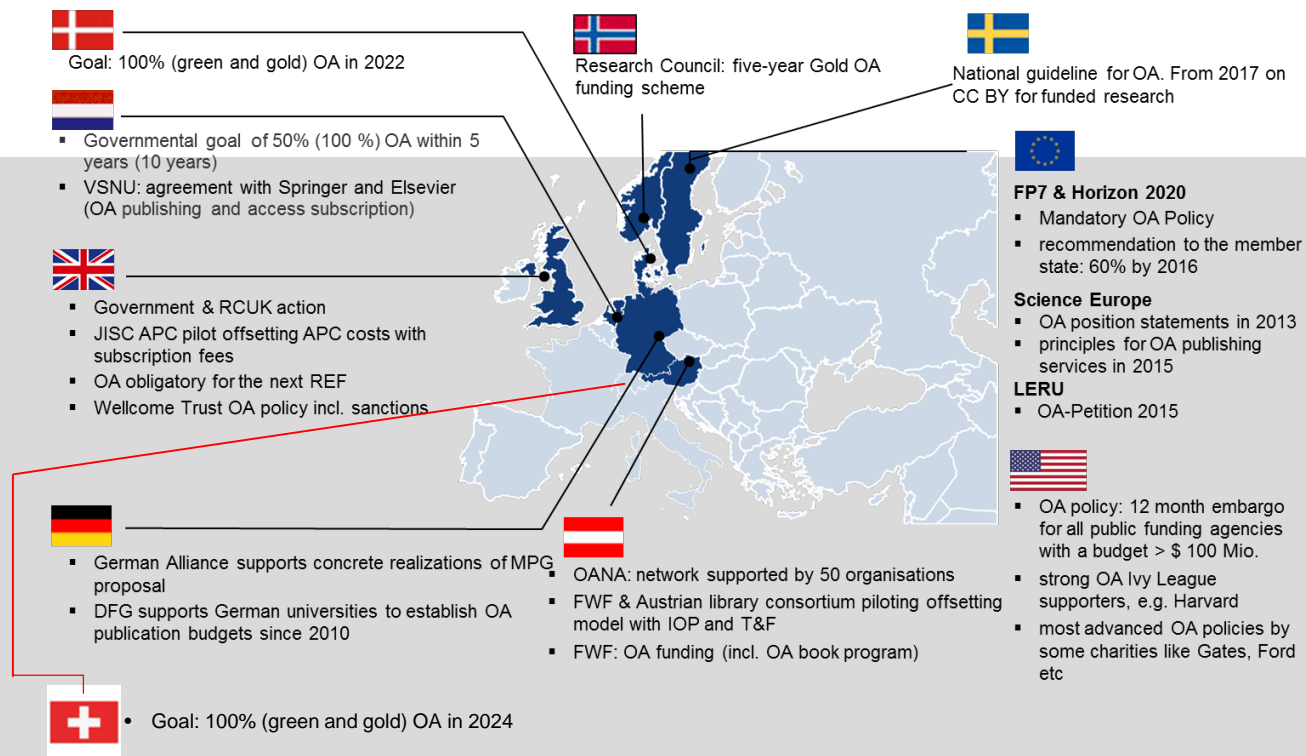 Goal: 100% (green and gold) OA in 2022
Research Council: five-year Gold OA
funding scheme
National guideline for OA. From 2017 on
CC BY for funded research
▪ Governmental goal of 50% (100 %) OA within 5
years (10 years)
▪ VSNU: agreement with Springer and Elsevier
(OA publishing and access subscription)
▪ Government & RCUK action
▪ JISC APC pilot offsetting APC costs with
subscription fees
▪ OA obligatory for the next REF
▪ Wellcome Trust OA policy incl. sanctions
FP7 & Horizon 2020
▪ Mandatory OA Policy
▪ recommendation to the member
state: 60% by 2016
Science Europe
▪ OA position statements in 2013
▪ principles for OA publishing
services in 2015
LERU
▪ OA-Petition 2015
▪ OA policy: 12 month embargo
for all public funding agencies
with a budget > $ 100 Mio.
▪ strong OA Ivy League
supporters, e.g. Harvard
▪ most advanced OA policies by
some charities like Gates, Ford
etc
▪ German Alliance supports concrete realizations of MPG
proposal
▪ DFG supports German universities to establish OA
publication budgets since 2010
▪ OANA: network supported by 50 organisations
▪ FWF & Austrian library consortium piloting offsetting
model with IOP and T&F
▪ FWF: OA funding (incl. OA book program)
• Goal: 100% (green and gold) OA in 2024